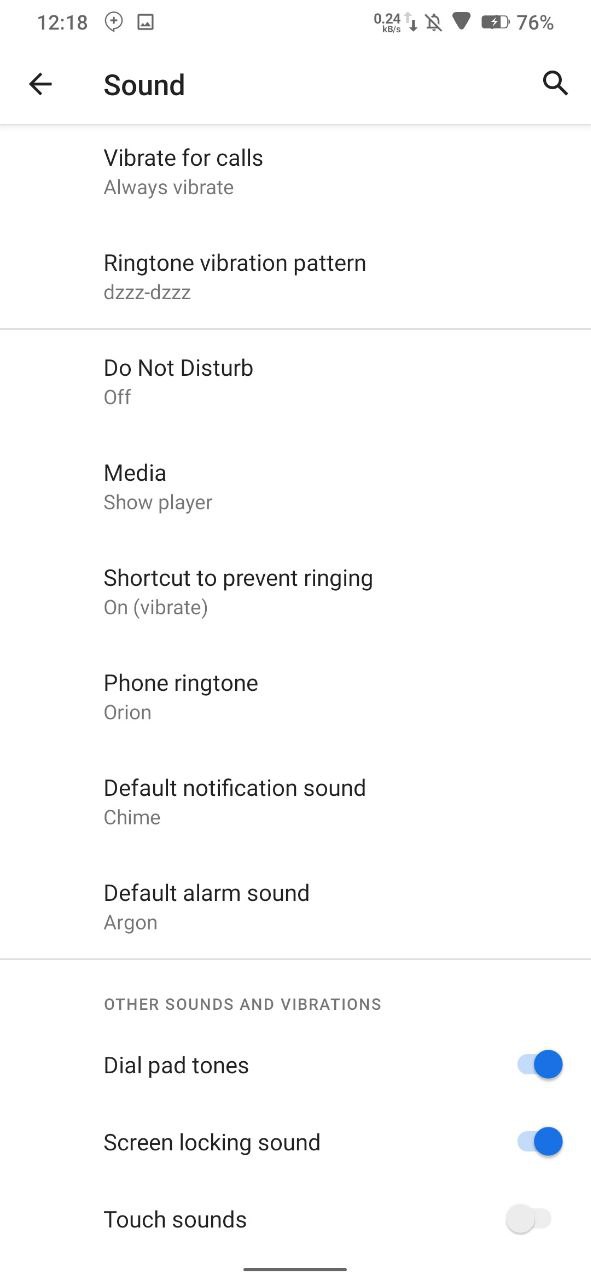 12:18
0.24 kB/s
76%
Sound
Vibrate for calls
Always vibrate
Ringtone vibration pattern
dzzz-dzzz
Do Not Disturb
Off
Media
Show player
Shortcut to prevent ringing
On (vibrate)
Phone ringtone
Orion
Default notification sound
Chime
Default alarm sound
Argon
OTHER SOUNDS AND VIBRATIONS
Dial pad tones
Screen locking sound
Touch sounds